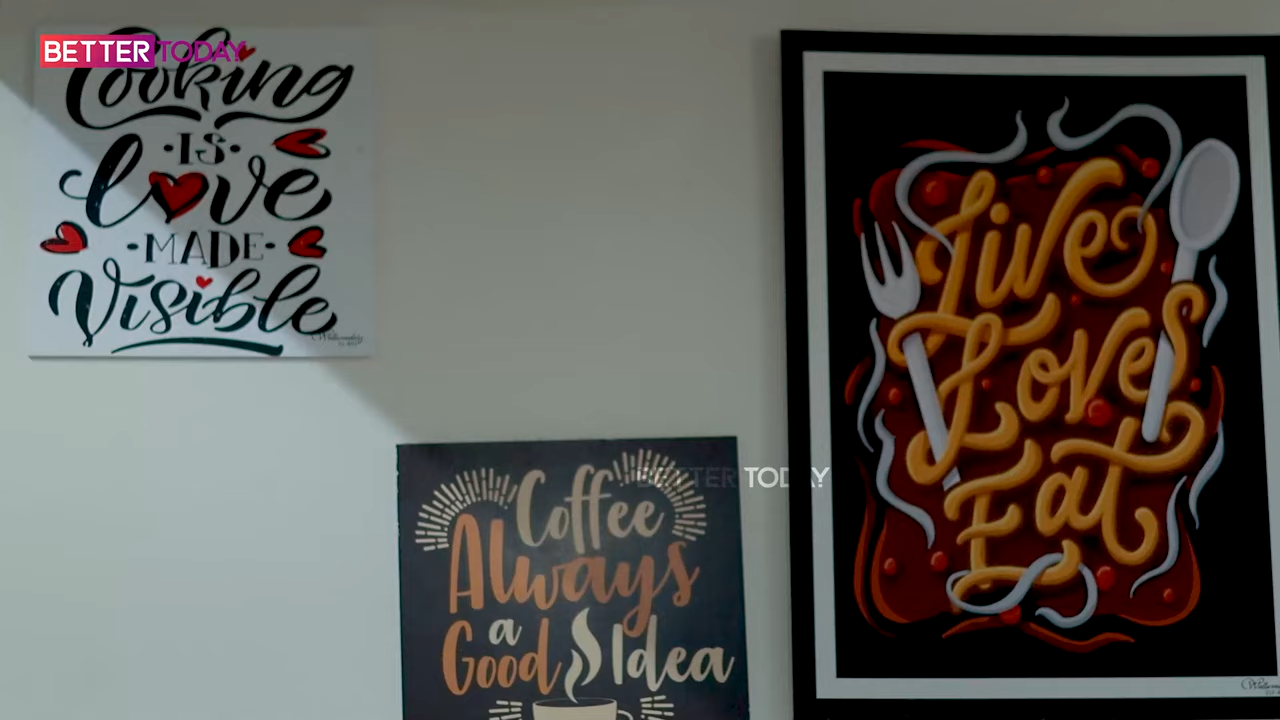 BETTER TODAY
Cooking
IS
love
MADE
Visible
Coffee
Always
a
Good Idea
BETTER TODAY
Live
Love
Eat